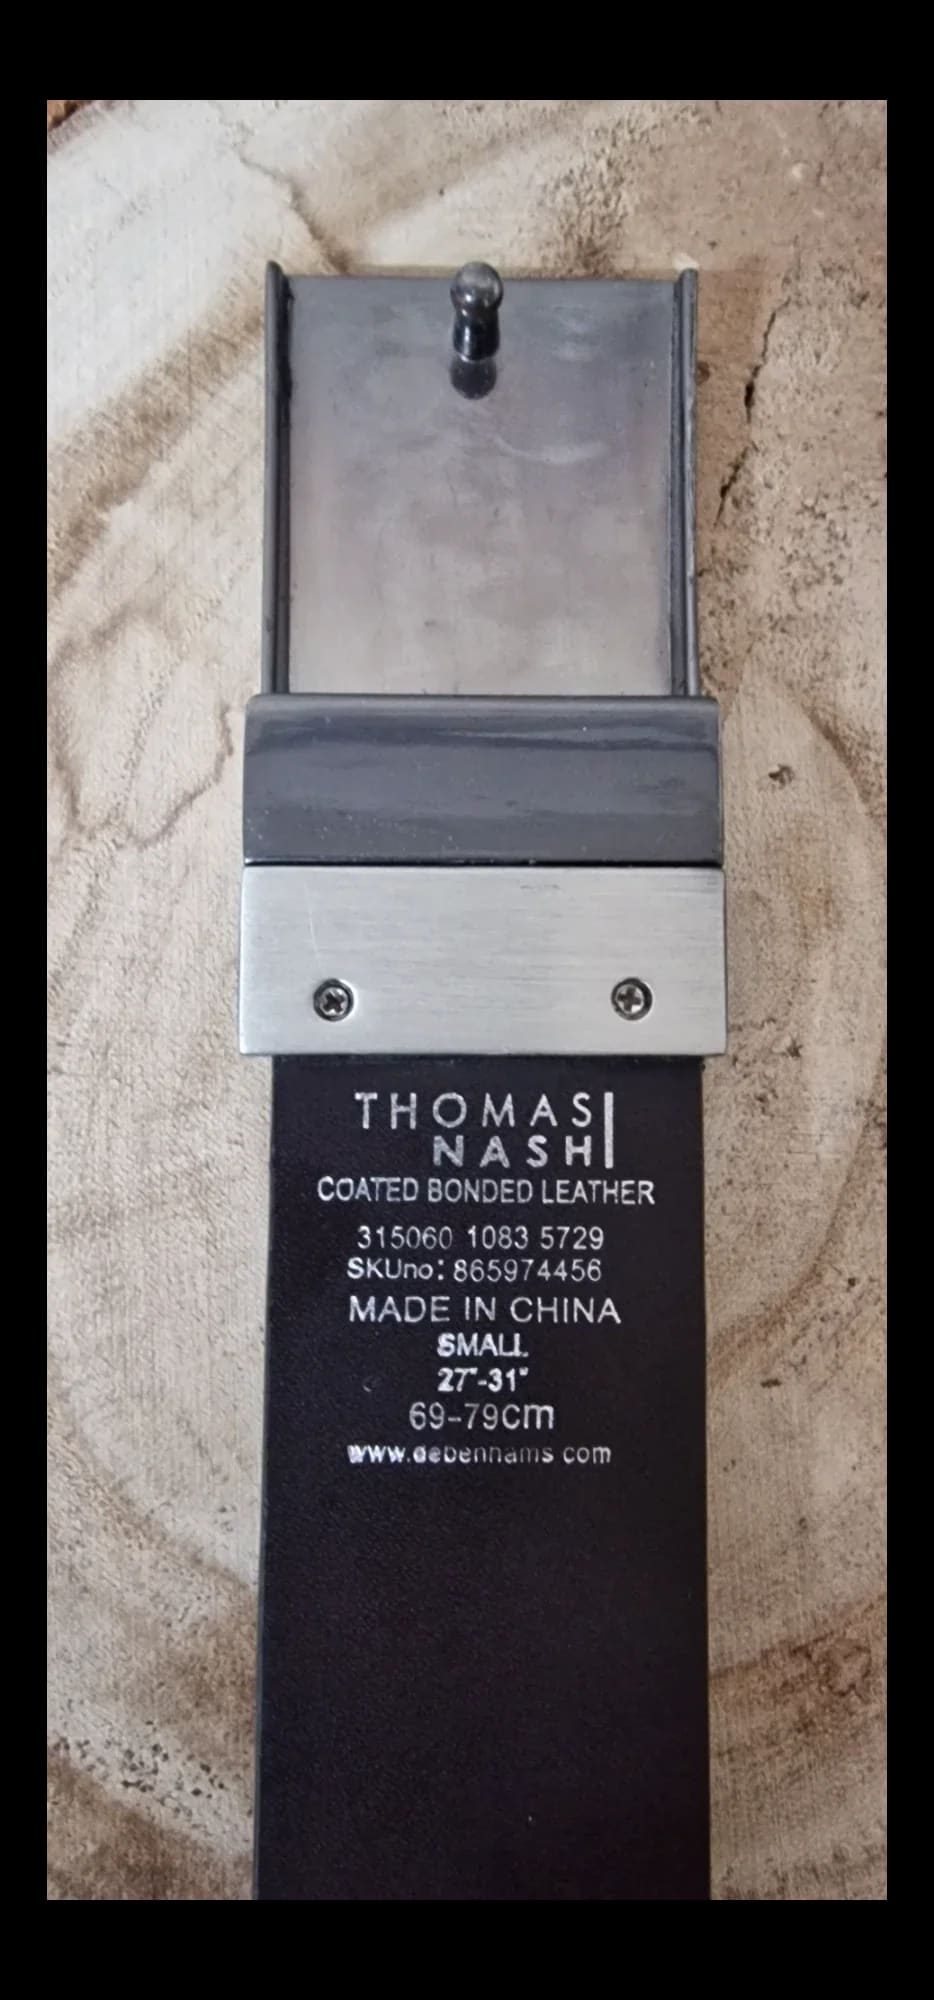 THOMAS
NASH
COATED BONDED LEATHER
315060 1083 5729
SKUno: 865974456
MADE IN CHINA
SMALL
27"-31"
69-79cm
www.debenhams.com